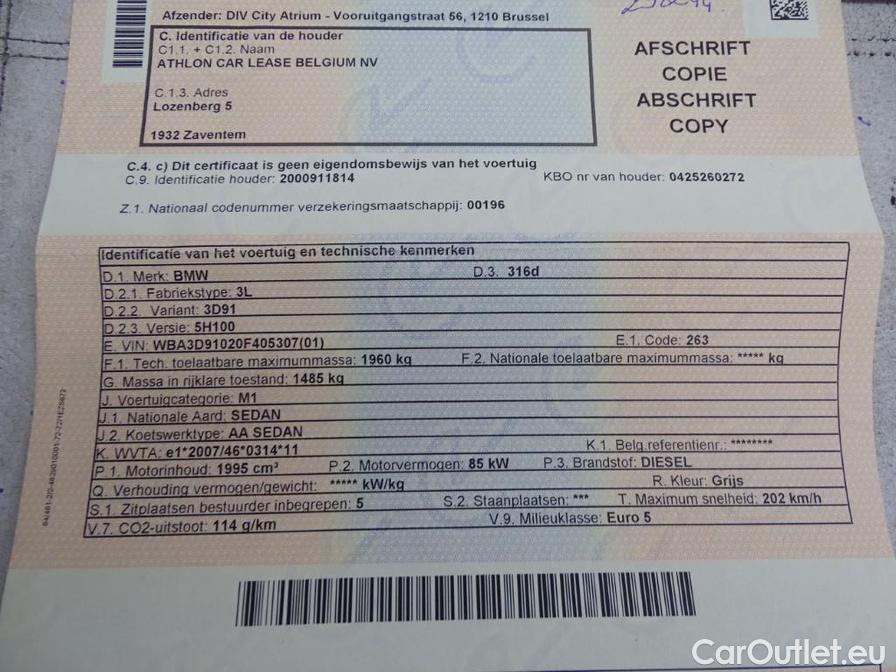 Afzender: DIV City Atrium - Vooruitgangstraat 56, 1210 Brussel
C. Identificatie van de houder
C1.1. + C1.2. Naam
ATHLON CAR LEASE BELGIUM NV
C.1.3. Adres
Lozenberg 5
1932 Zaventem
AFSCHRIFT
COPIE
ABSCHRIFT
COPY
C.4. c) Dit certificaat is geen eigendomsbewijs van het voertuig
C.9. Identificatie houder: 2000911814 KBO nr van houder: 0425260272
Z.1. Nationaal codenummer verzekeringsmaatschappij: 00196
Identificatie van het voertuig en technische kenmerken
D.1. Merk: BMW D.3. 316d
D.2.1. Fabriekstype: 3L
D.2.2. Variant: 3D91
D.2.3. Versie: 5H100
E. VIN: WBA3D91020F405307(01) E.1. Code: 263
F.1. Tech. toelaatbare maximummassa: 1960 kg F.2. Nationale toelaatbare maximummassa: ***** kg
G. Massa in rijklare toestand: 1485 kg
J. Voertuigcategorie: M1
J.1. Nationale Aard: SEDAN
J.2. Koetswerktype: AA SEDAN
K. WVTA: e1*2007/46*0314*11 K.1. Belg.referentienr.: ********
P.1. Motorinhoud: 1995 cm³ P.2. Motorvermogen: 85 kW P.3. Brandstof: DIESEL
Q. Verhouding vermogen/gewicht: ***** kW/kg R. Kleur: Grijs
S.1. Zitplaatsen bestuurder inbegrepen: 5 S.2. Staanplaatsen: *** T. Maximum snelheid: 202 km/h
V.7. CO2-uitstoot: 114 g/km V.9. Milieuklasse: Euro 5
CarOutlet.eu